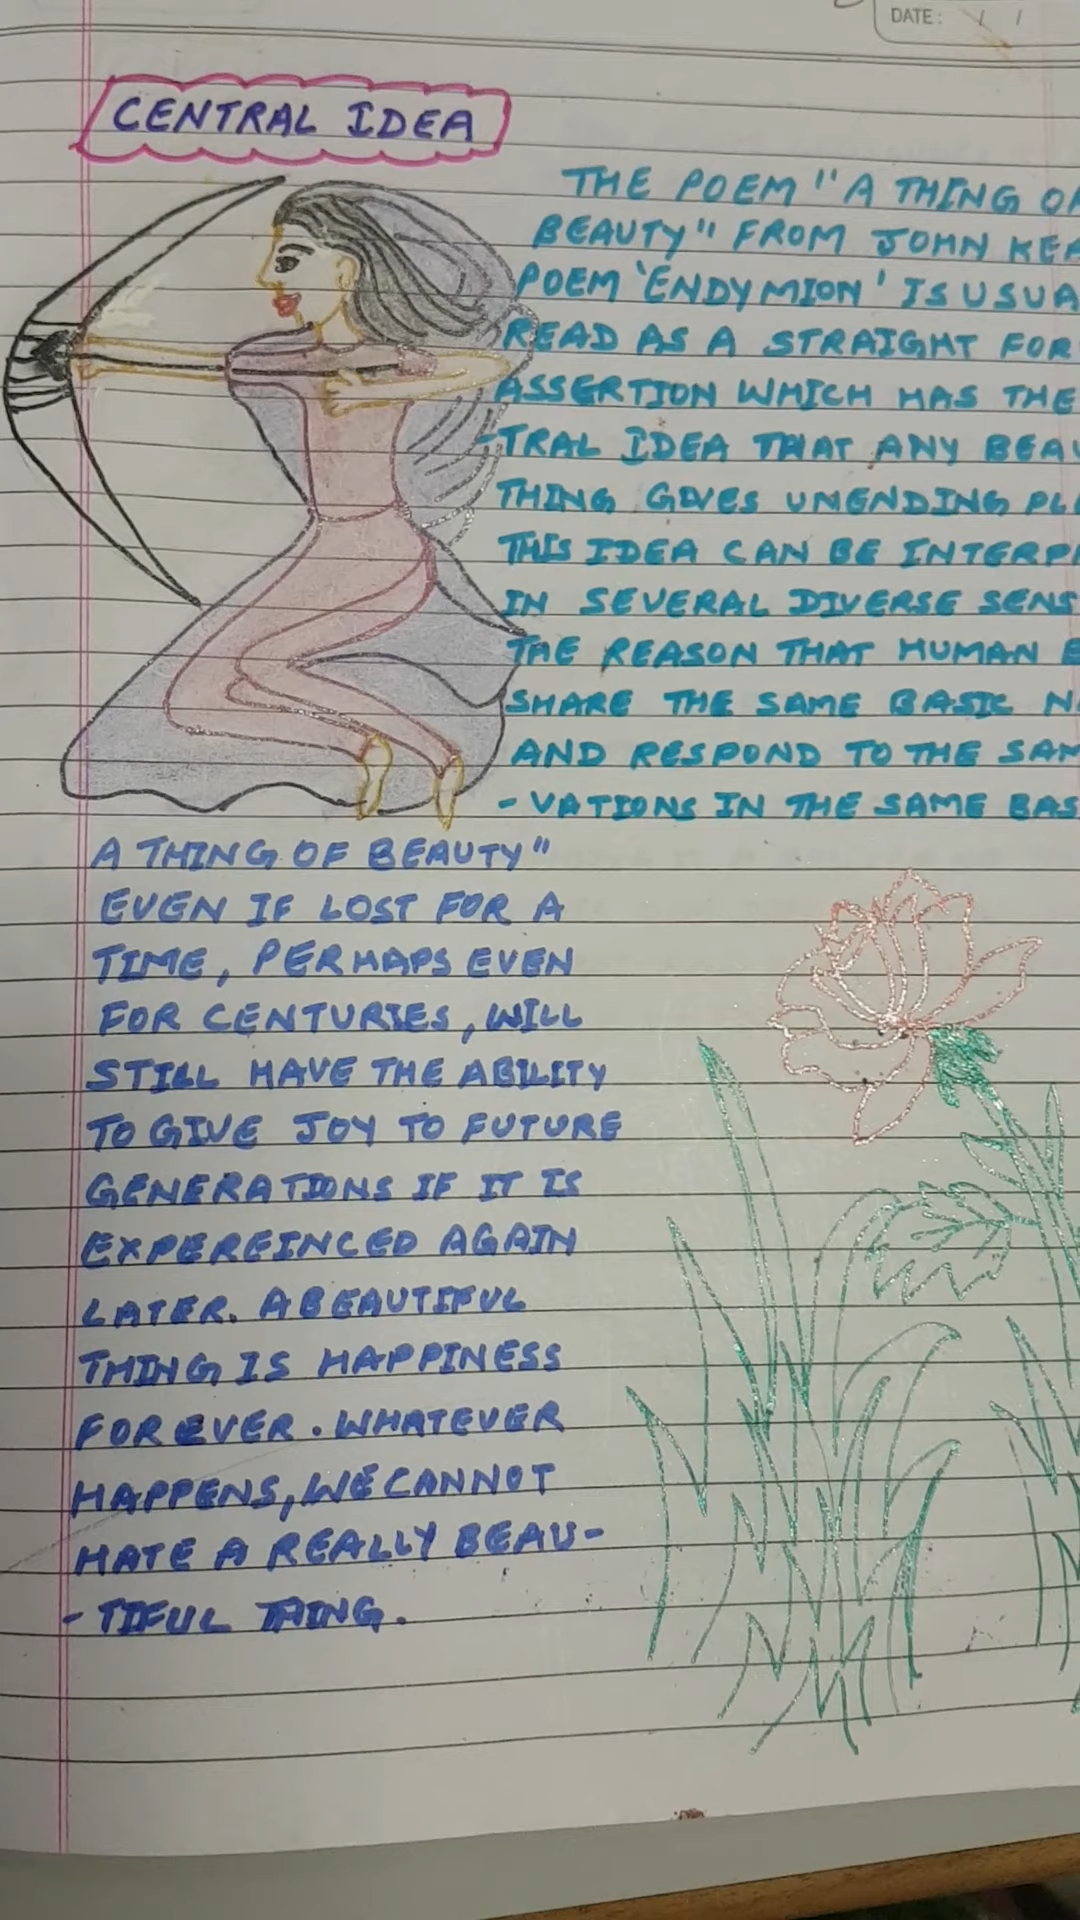 DATE: / /
CENTRAL IDEA
THE POEM "A THING OF
BEAUTY" FROM JOHN KEA
POEM 'ENDYMION' IS USUA
READ AS A STRAIGHT FOR
ASSERTION WHICH HAS THE
-TRAL IDEA THAT ANY BEAU
THING GIVES UNENDING PLE
THIS IDEA CAN BE INTERPR
IN SEVERAL DIVERSE SENS
THE REASON THAT HUMAN
SHARE THE SAME BASIC
AND RESPOND TO THE SAM
-VATIONS IN THE SAME BAS
A THING OF BEAUTY"
EVEN IF LOST FOR A
TIME, PERHAPS EVEN
FOR CENTURIES, WILL
STILL HAVE THE ABILITY
TO GIVE JOY TO FUTURE
GENERATIONS IF IT IS
EXPEREINCED AGAIN
LATER. A BEAUTIFUL
THING IS HAPPINESS
FOR EVER. WHATEVER
HAPPENS, WE CANNOT
HATE A REALLY BEAU-
-TIFUL THING.